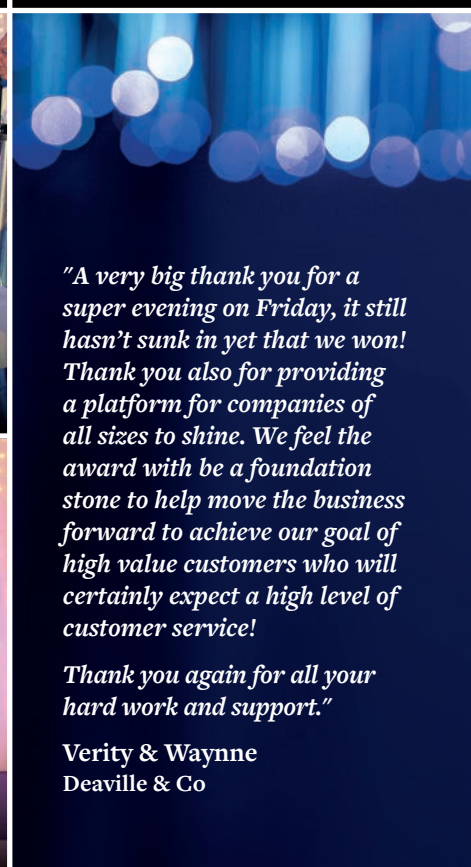 "A very big thank you for a
super evening on Friday, it still
hasn’t sunk in yet that we won!
Thank you also for providing
a platform for companies of
all sizes to shine. We feel the
award with be a foundation
stone to help move the business
forward to achieve our goal of
high value customers who will
certainly expect a high level of
customer service!
Thank you again for all your
hard work and support."
Verity & Waynne
Deaville & Co